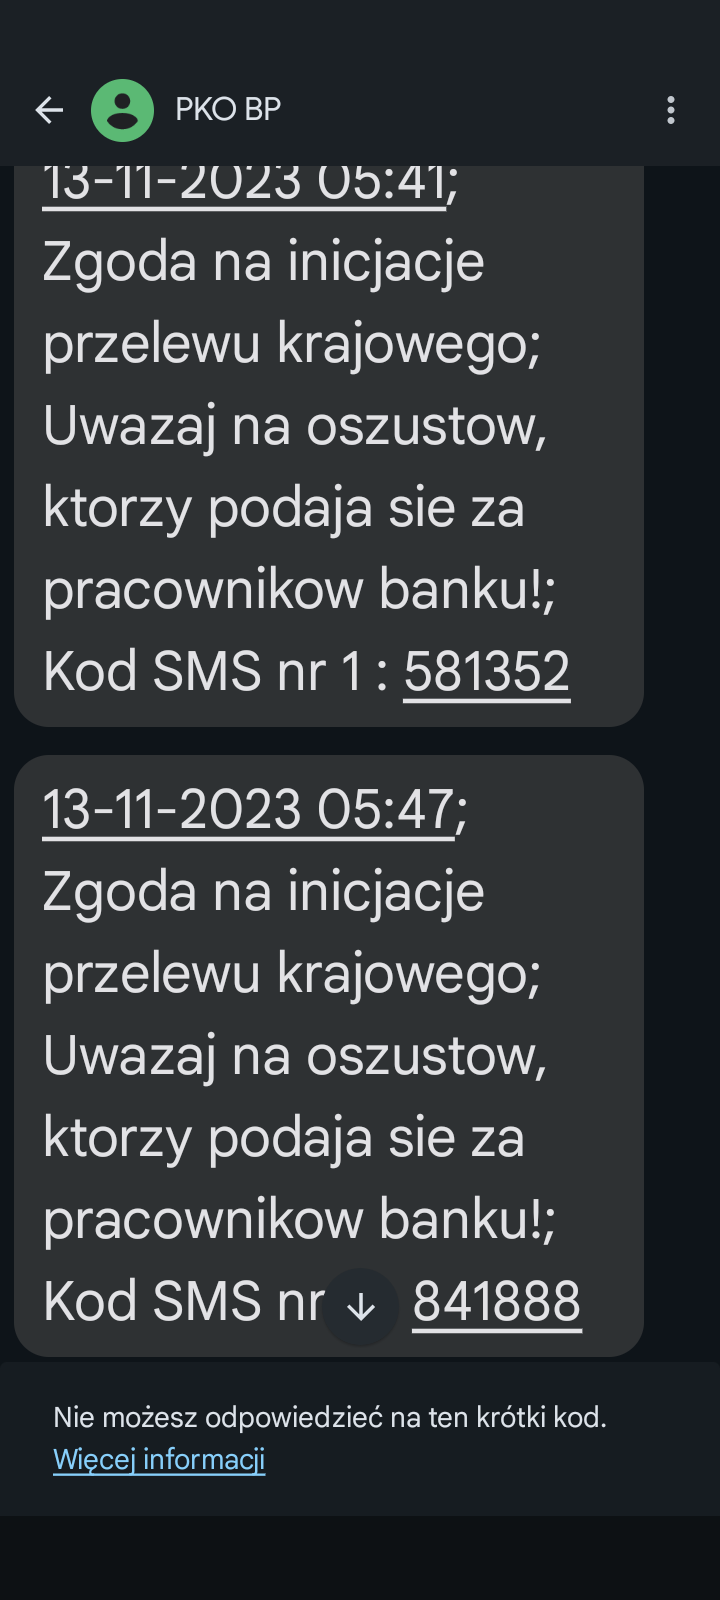 PKO BP
13-11-2023 05:41;
Zgoda na inicjacje
przelewu krajowego;
Uwazaj na oszustow,
ktorzy podaja sie za
pracownikow banku!;
Kod SMS nr 1 : 581352
13-11-2023 05:47;
Zgoda na inicjacje
przelewu krajowego;
Uwazaj na oszustow,
ktorzy podaja sie za
pracownikow banku!;
Kod SMS nr 841888
Nie możesz odpowiedzieć na ten krótki kod.
Więcej informacji